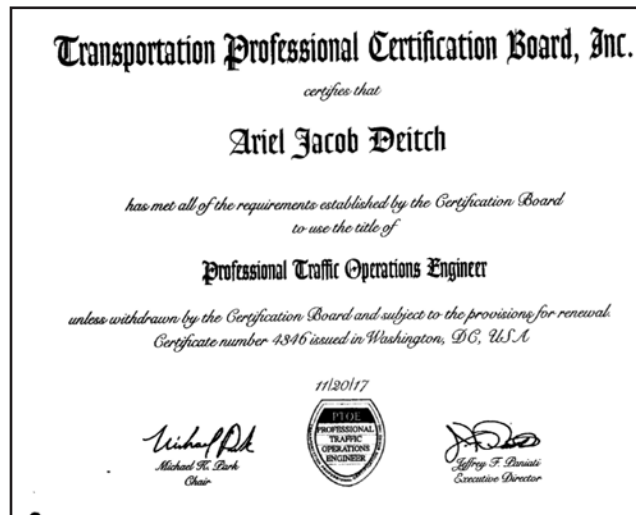 Transportation Professional Certification Board, Inc.
certifies that
Ariel Jacob Deitch
has met all of the requirements established by the Certification Board
to use the title of
Professional Traffic Operations Engineer
unless withdrawn by the Certification Board and subject to the provisions for renewal.
Certificate number 4346 issued in Washington, DC, USA
11/20/17
PTOE
PROFESSIONAL
TRAFFIC
OPERATIONS
ENGINEER
Michael K. Park
Chair
Jeffrey F. Paniati
Executive Director